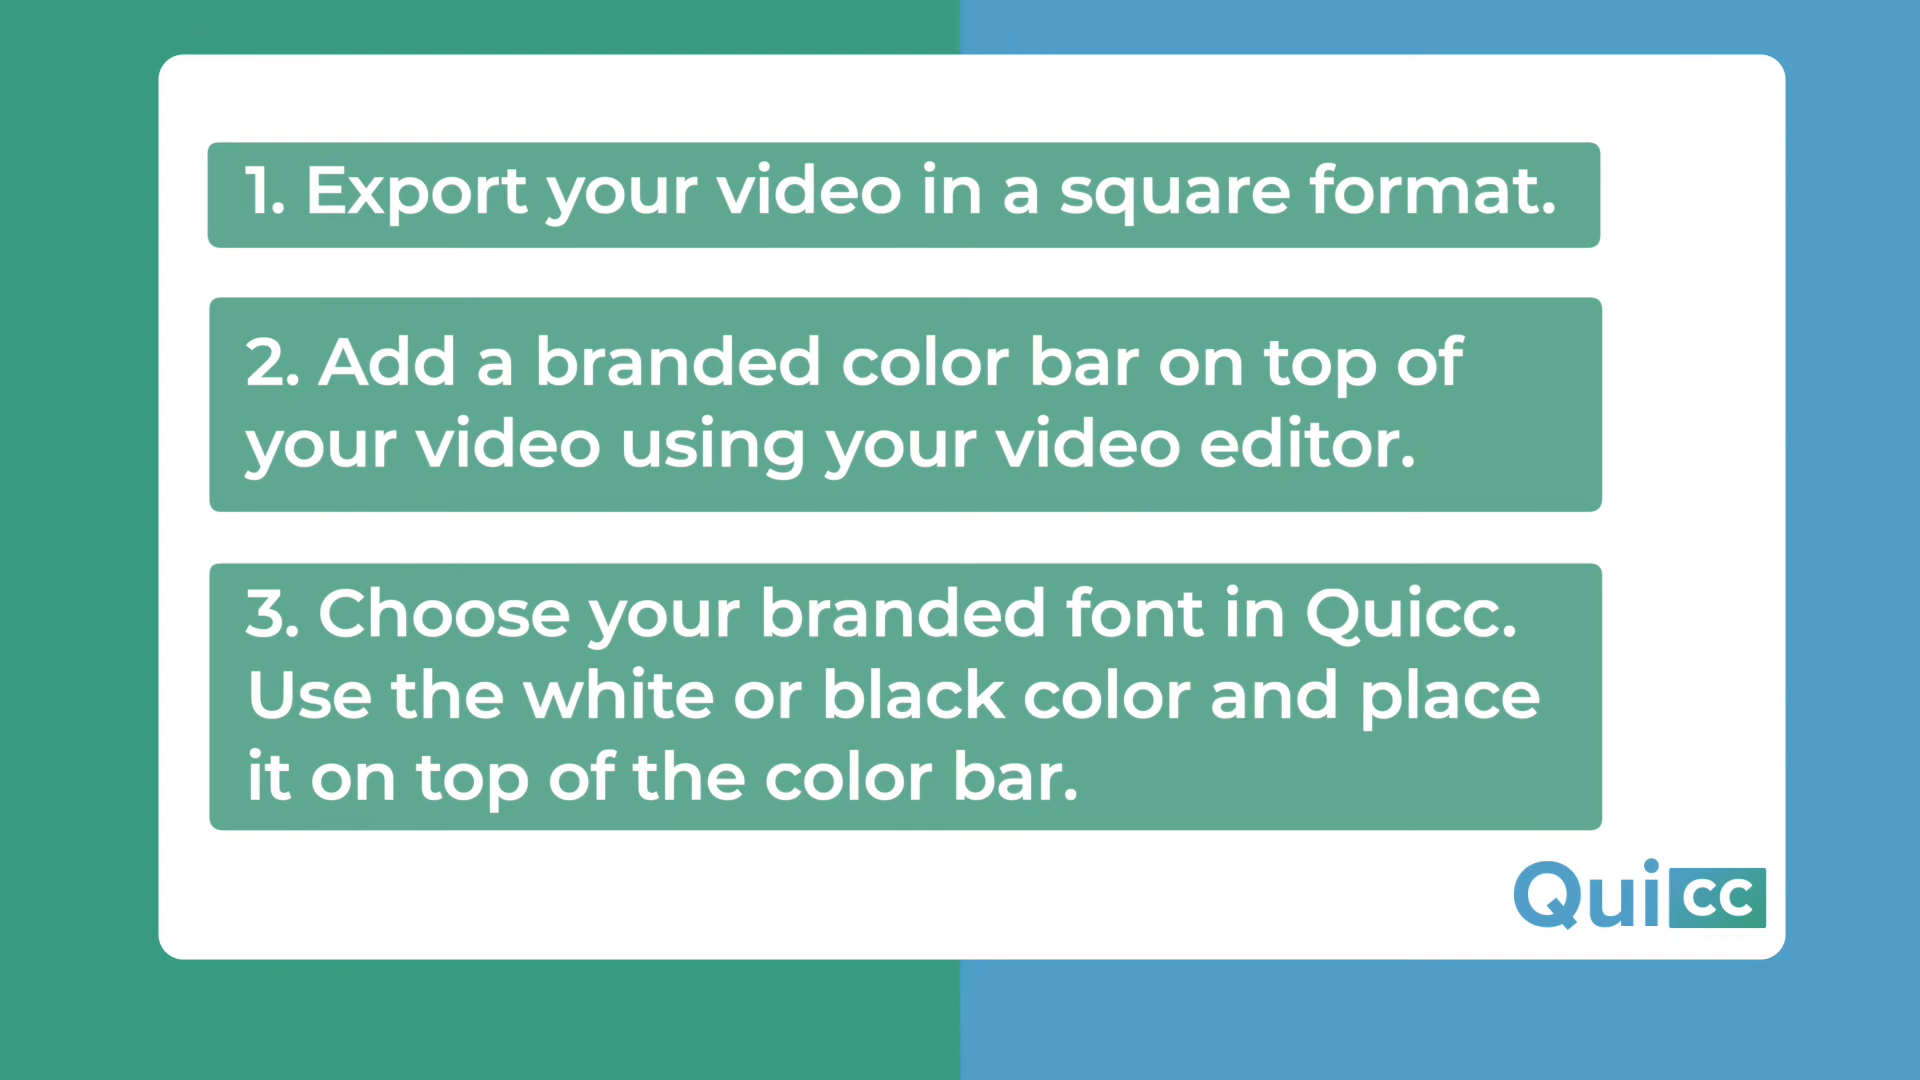 1. Export your video in a square format.
2. Add a branded color bar on top of
your video using your video editor.
3. Choose your branded font in Quicc.
Use the white or black color and place
it on top of the color bar.
Quicc